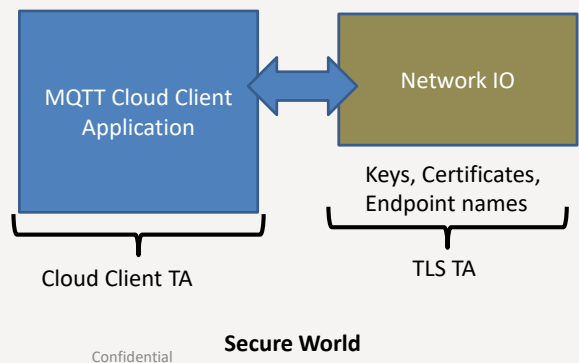 MQTT Cloud Client
Application
Network IO
Keys, Certificates,
Endpoint names
Cloud Client TA
TLS TA
Secure World
Confidential